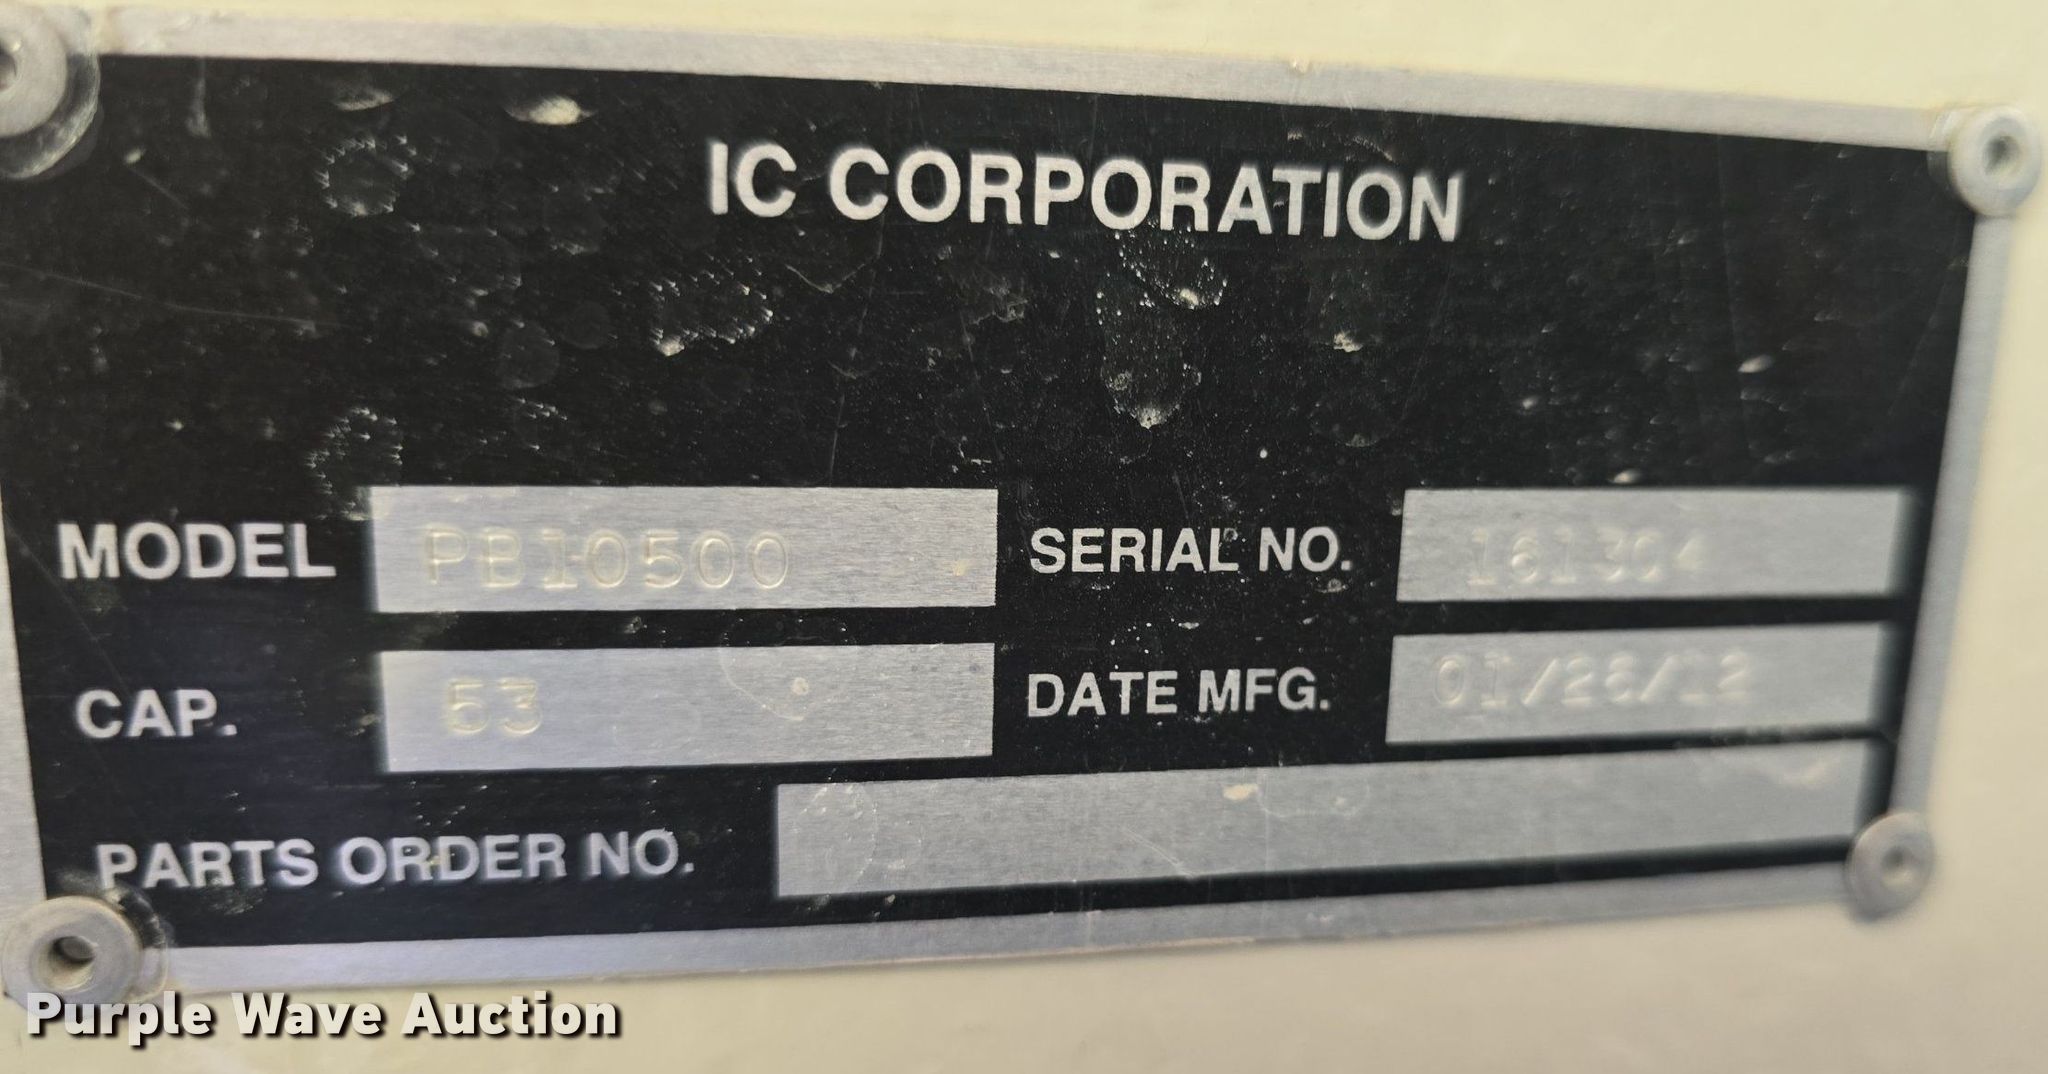 IC CORPORATION
MODEL PB10500 SERIAL NO. 161304
CAP. 53 DATE MFG. 01/26/12
PARTS ORDER NO.
Purple Wave Auction